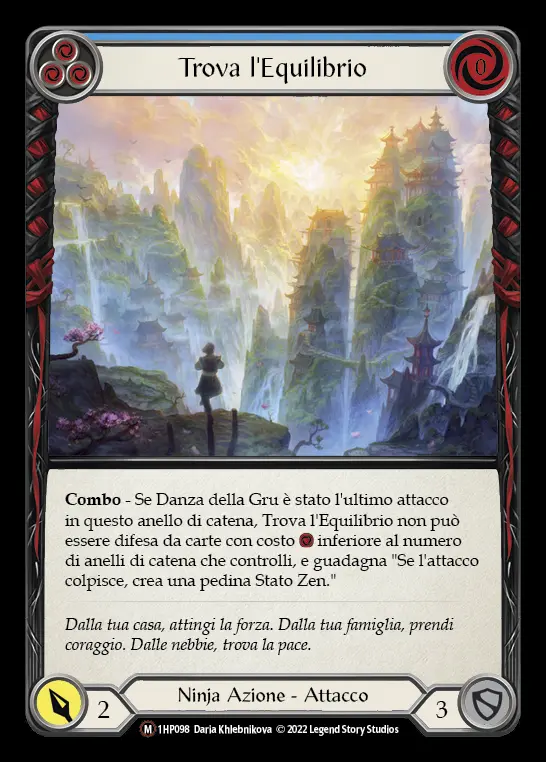 Trova l'Equilibrio
0
Combo - Se Danza della Gru è stato l'ultimo attacco
in questo anello di catena, Trova l'Equilibrio non può
essere difesa da carte con costo inferiore al numero
di anelli di catena che controlli, e guadagna "Se l'attacco
colpisce, crea una pedina Stato Zen."
Dalla tua casa, attingi la forza. Dalla tua famiglia, prendi
coraggio. Dalle nebbie, trova la pace.
2
Ninja Azione - Attacco
3
M 1HP098 Daria Khlebnikova © 2022 Legend Story Studios